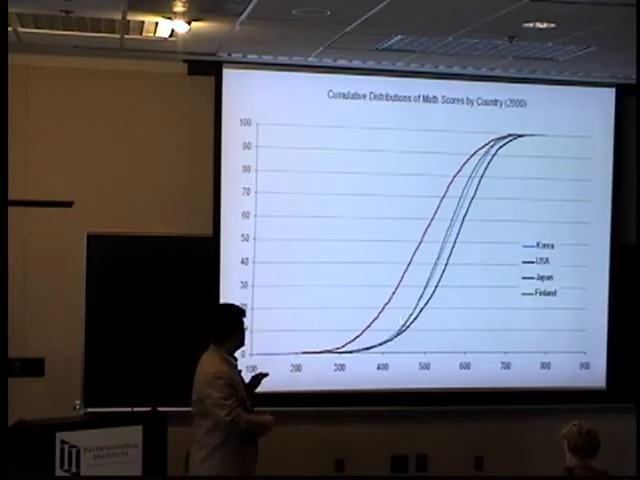 Cumulative Distributions of Math Scores by Country (2000)
100
90
80
70
60
50
40
30
20
10
0
100 200 300 400 500 600 700 800 900
Korea
USA
Japan
Finland
INTERNATIONAL
INSTITUTE